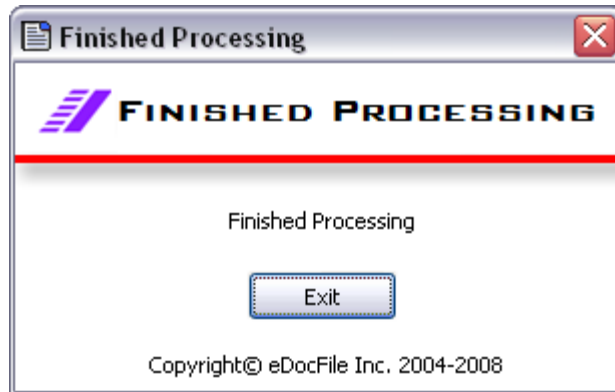 Finished Processing
FINISHED PROCESSING
Finished Processing
Exit
Copyright© eDocFile Inc. 2004-2008